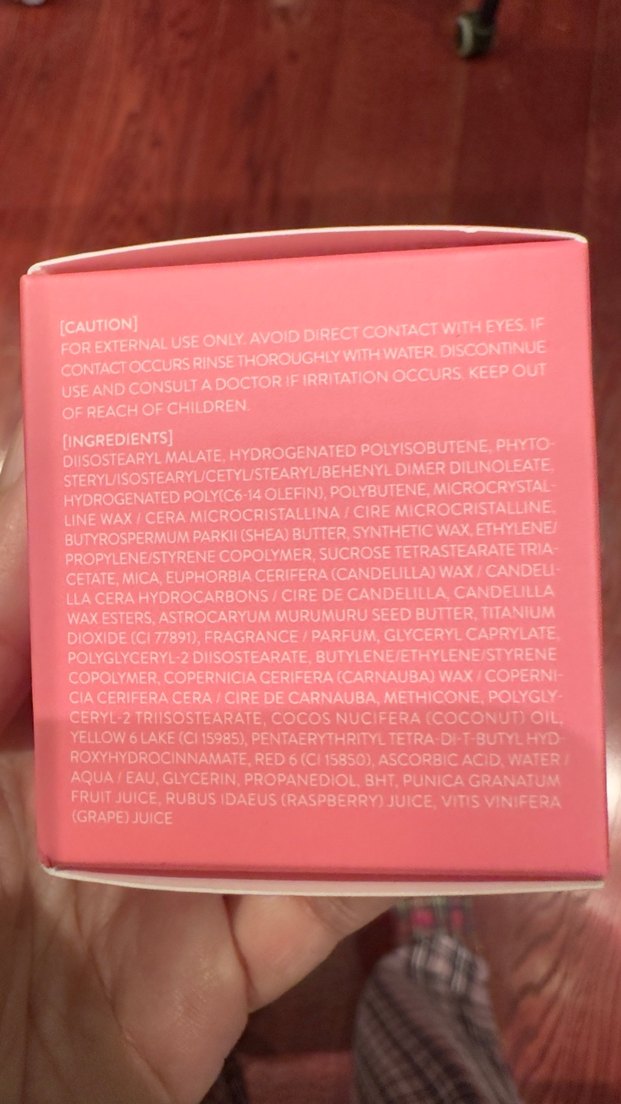 [CAUTION]
FOR EXTERNAL USE ONLY. AVOID DIRECT CONTACT WITH EYES. IF
CONTACT OCCURS RINSE THOROUGHLY WITH WATER. DISCONTINUE
USE AND CONSULT A DOCTOR IF IRRITATION OCCURS. KEEP OUT
OF REACH OF CHILDREN.
[INGREDIENTS]
DIISOSTEARYL MALATE, HYDROGENATED POLYISOBUTENE, PHYTO-
STERYL/ISOSTEARYL/CETYL/STEARYL/BEHENYL DIMER DILINOLEATE,
HYDROGENATED POLY(C6-14 OLEFIN), POLYBUTENE, MICROCRYSTAL-
LINE WAX / CERA MICROCRISTALLINA / CIRE MICROCRISTALLINE,
BUTYROSPERMUM PARKII (SHEA) BUTTER, SYNTHETIC WAX, ETHYLENE/
PROPYLENE/STYRENE COPOLYMER, SUCROSE TETRASTEARATE TRIA-
CETATE, MICA, EUPHORBIA CERIFERA (CANDELILLA) WAX / CANDELI-
LLA CERA HYDROCARBONS / CIRE DE CANDELILLA, CANDELILLA
WAX ESTERS, ASTROCARYUM MURUMURU SEED BUTTER, TITANIUM
DIOXIDE (CI 77891), FRAGRANCE / PARFUM, GLYCERYL CAPRYLATE,
POLYGLYCERYL-2 DIISOSTEARATE, BUTYLENE/ETHYLENE/STYRENE
COPOLYMER, COPERNICIA CERIFERA (CARNAUBA) WAX / COPERNI-
CIA CERIFERA CERA / CIRE DE CARNAUBA, METHICONE, POLYGLY-
CERYL-2 TRIISOSTEARATE, COCOS NUCIFERA (COCONUT) OIL,
YELLOW 6 LAKE (CI 15985), PENTAERYTHRITYL TETRA-DI-T-BUTYL HYD-
ROXYHYDROCINNAMATE, RED 6 (CI 15850), ASCORBIC ACID, WATER /
AQUA / EAU, GLYCERIN, PROPANEDIOL, BHT, PUNICA GRANATUM
FRUIT JUICE, RUBUS IDAEUS (RASPBERRY) JUICE, VITIS VINIFERA
(GRAPE) JUICE